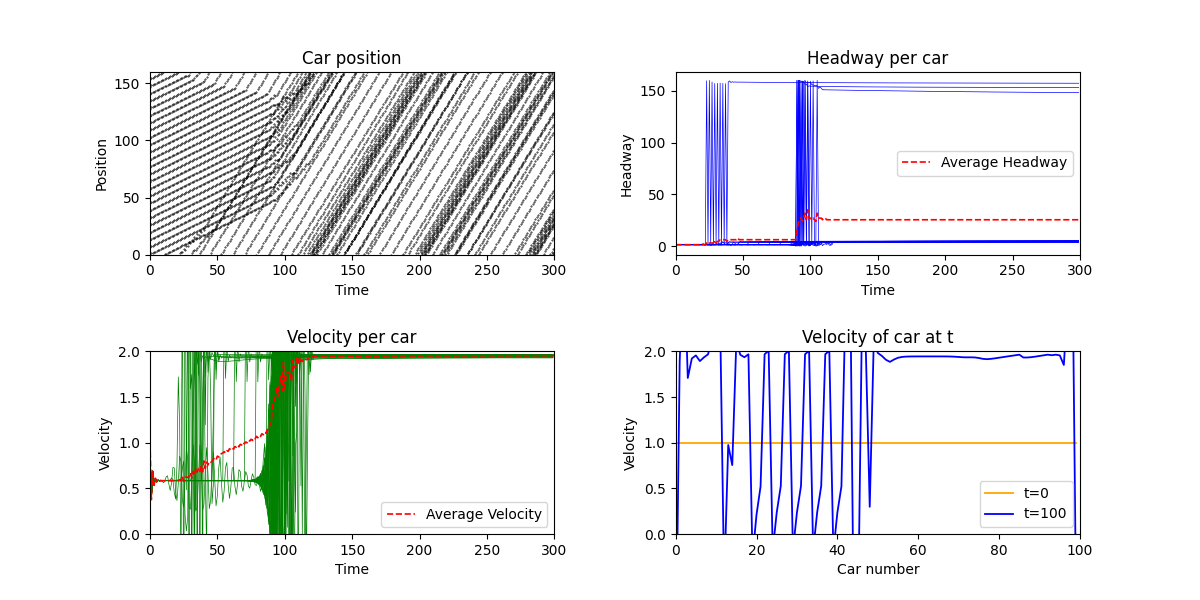 Car position
150
100
50
0
Position
0 50 100 150 200 250 300
Time
Headway per car
150
100
50
0
Headway
Average Headway
0 50 100 150 200 250 300
Time
Velocity per car
2.0
1.5
1.0
0.5
0.0
Velocity
Average Velocity
0 50 100 150 200 250 300
Time
Velocity of car at t
2.0
1.5
1.0
0.5
0.0
Velocity
t=0
t=100
0 20 40 60 80 100
Car number